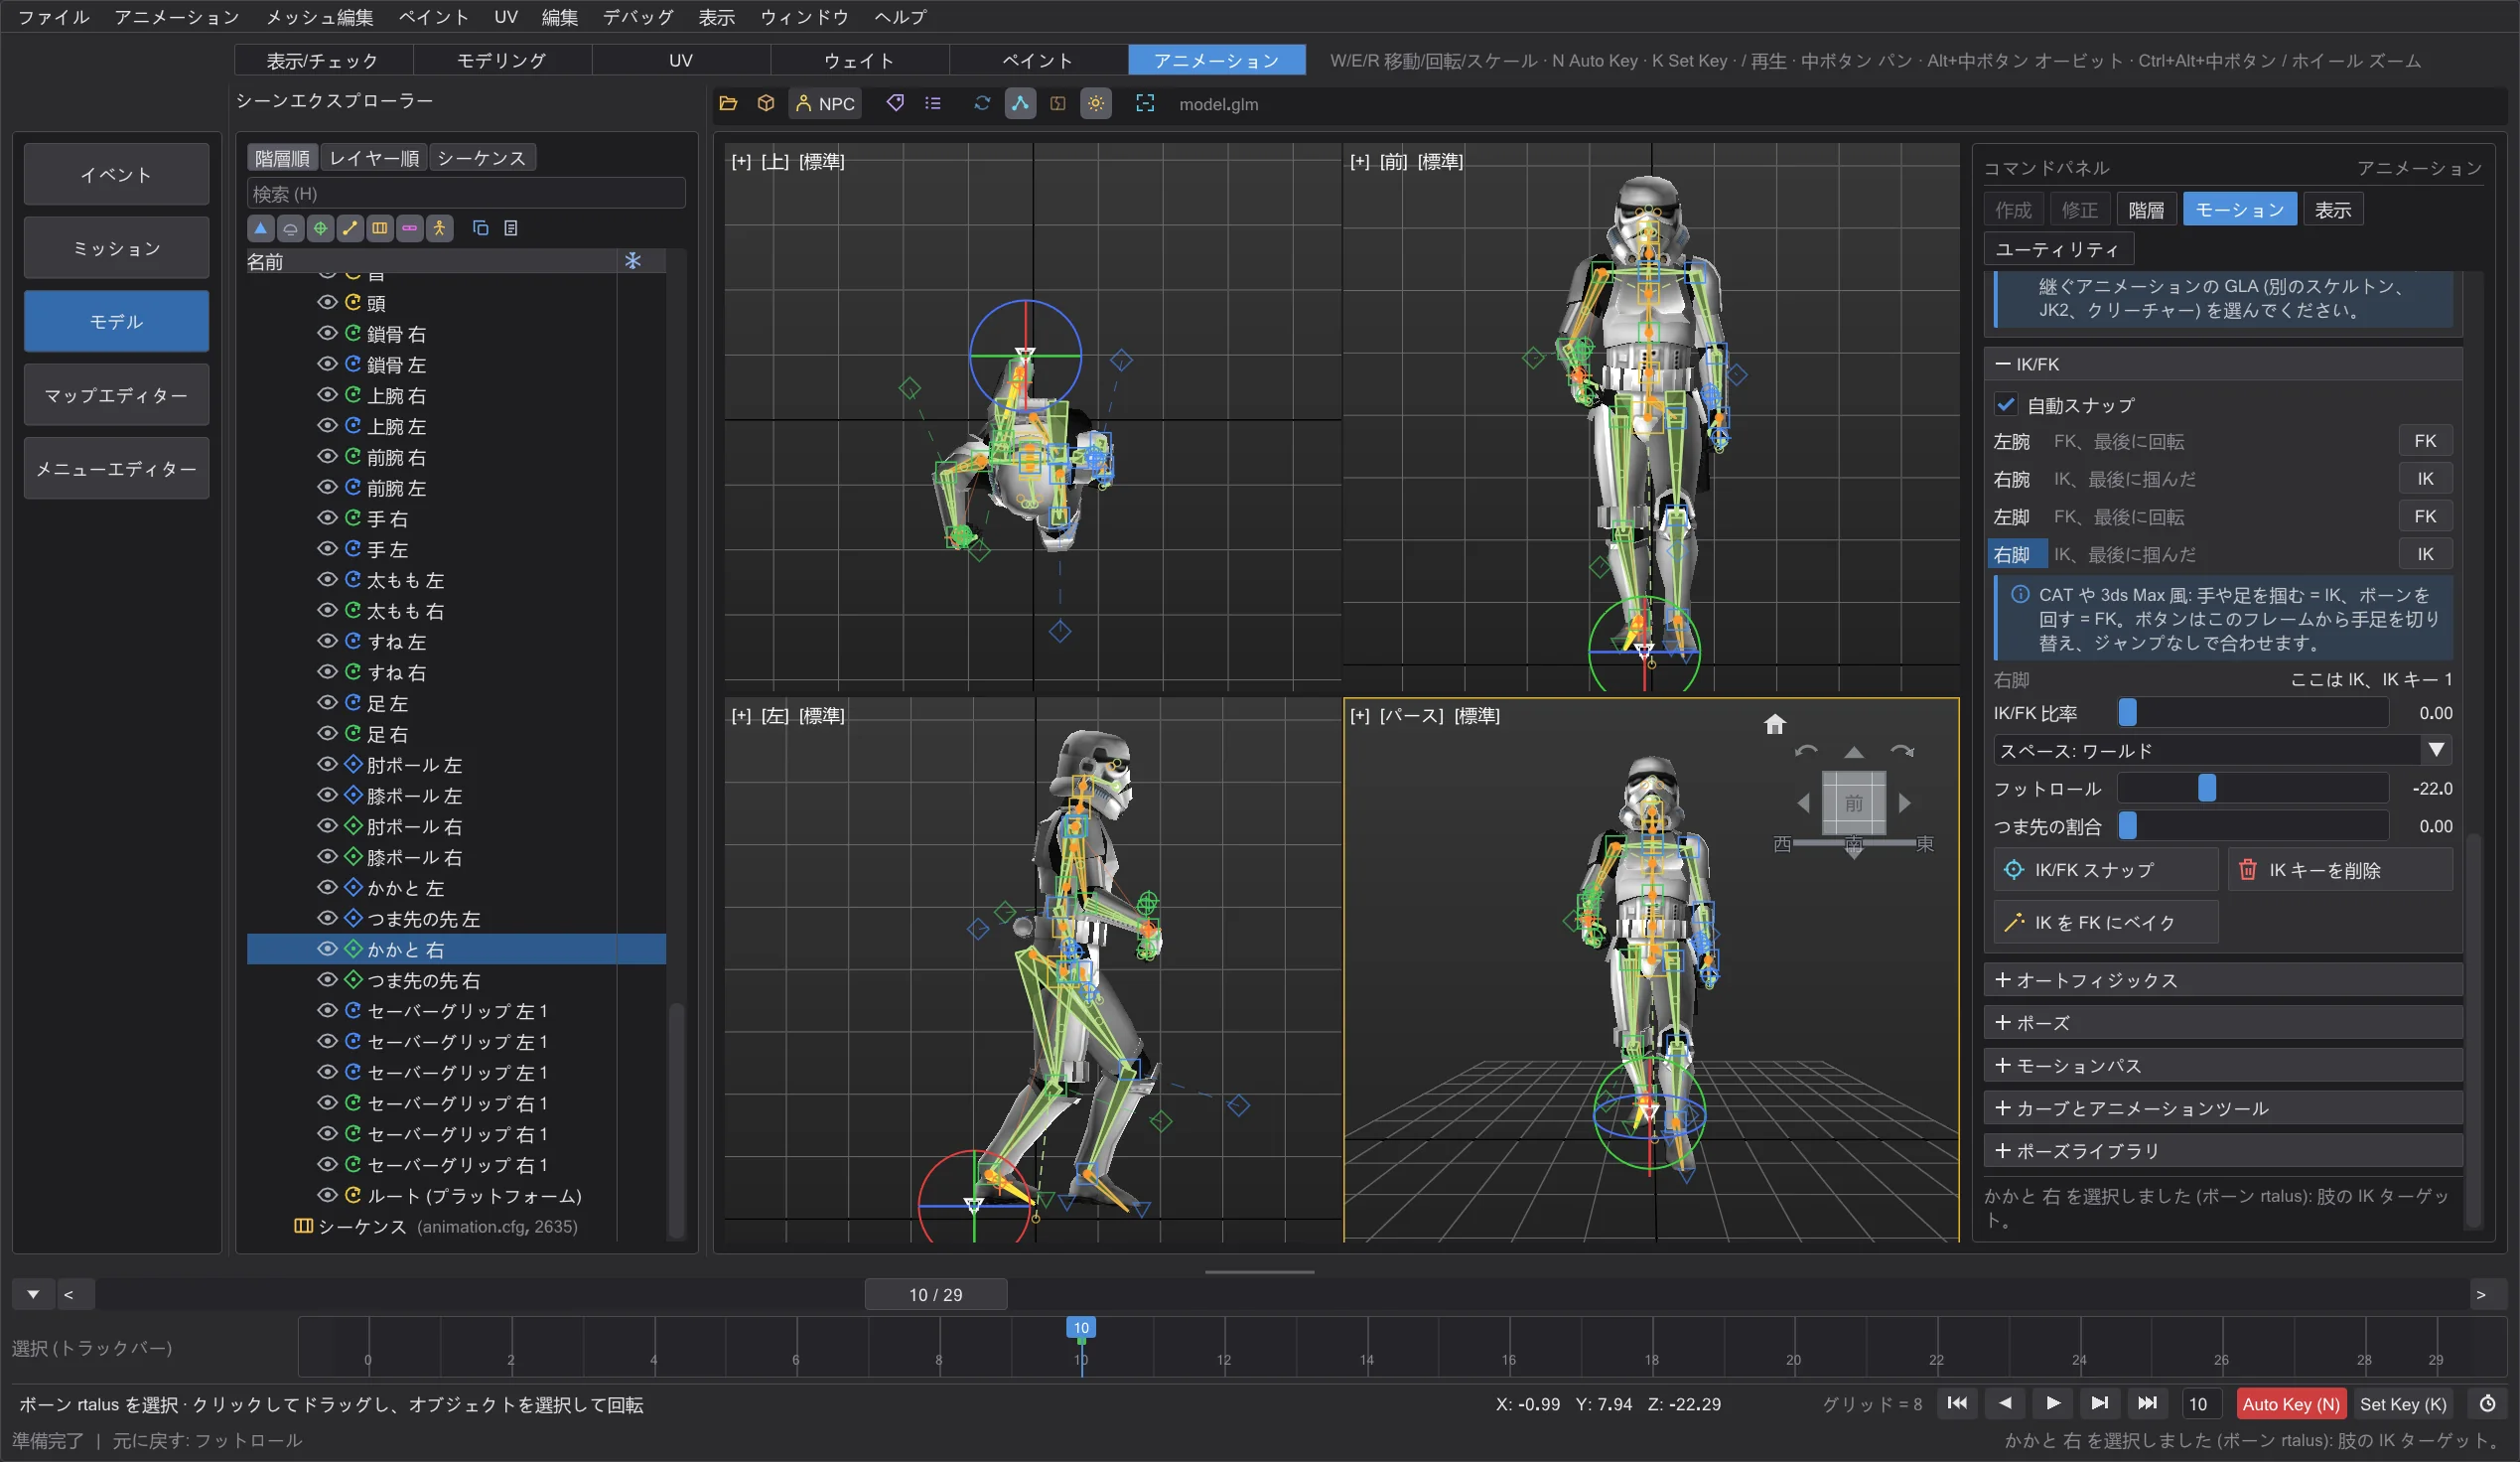 ファイル アニメーション メッシュ編集 ペイント UV 編集 デバッグ 表示 ウィンドウ ヘルプ
表示/チェック モデリング UV ウェイト ペイント アニメーション W/E/R 移動/回転/スケール · N Auto Key · K Set Key · / 再生 · 中ボタン パン · Alt+中ボタン オービット · Ctrl+Alt+中ボタン / ホイール ズーム
シーンエクスプローラー
NPC model.glm
イベント
ミッション
モデル
マップエディター
メニューエディター
階層順 レイヤー順 シーケンス
検索 (H)
名前
頭
鎖骨 右
鎖骨 左
上腕 右
上腕 左
前腕 右
前腕 左
手 右
手 左
太もも 左
太もも 右
すね 左
すね 右
足 左
足 右
肘ポール 左
膝ポール 左
肘ポール 右
膝ポール 右
かかと 左
つま先の先 左
かかと 右
つま先の先 右
セーバーグリップ 左 1
セーバーグリップ 左 1
セーバーグリップ 左 1
セーバーグリップ 右 1
セーバーグリップ 右 1
セーバーグリップ 右 1
ルート (プラットフォーム)
シーケンス (animation.cfg, 2635)
[+] [上] [標準]
[+] [前] [標準]
[+] [左] [標準]
[+] [パース] [標準]
前
西 南 東
コマンドパネル アニメーション
作成 修正 階層 モーション 表示
ユーティリティ
継ぐアニメーションの GLA (別のスケルトン、
JK2、クリーチャー) を選んでください。
IK/FK
自動スナップ
左腕 FK、最後に回転 FK
右腕 IK、最後に掴んだ IK
左脚 FK、最後に回転 FK
右脚 IK、最後に掴んだ IK
CAT や 3ds Max 風: 手や足を掴む = IK、ボーンを
回す = FK。ボタンはこのフレームから手足を切り
替え、ジャンプなしで合わせます。
右脚 ここは IK、IK キー 1
IK/FK 比率 0.00
スペース: ワールド
フットロール -22.0
つま先の割合 0.00
IK/FK スナップ IK キーを削除
IK を FK にベイク
オートフィジックス
ポーズ
モーションパス
カーブとアニメーションツール
ポーズライブラリ
かかと 右 を選択しました (ボーン rtalus): 肢の IK ターゲッ
ト。
< 10 / 29 >
選択 (トラックバー) 10
0 2 4 6 8 10 12 14 16 18 20 22 24 26 28 29
ボーン rtalus を選択 · クリックしてドラッグし、オブジェクトを選択して回転 X: -0.99 Y: 7.94 Z: -22.29 グリッド = 8 10 Auto Key (N) Set Key (K)
準備完了 | 元に戻す: フットロール かかと 右 を選択しました (ボーン rtalus): 肢の IK ターゲット。